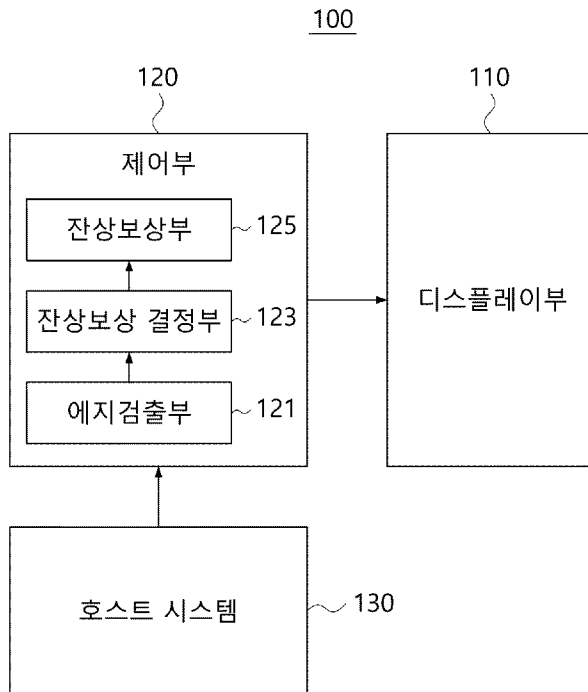 100
120
110
제어부
잔상보상부
125
잔상보상 결정부
123
에지검출부
121
디스플레이부
호스트 시스템
130